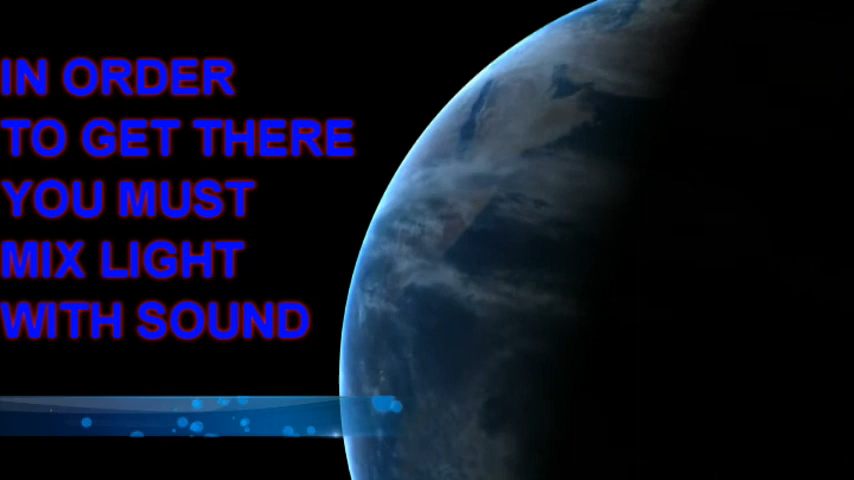 IN ORDER
TO GET THERE
YOU MUST
MIX LIGHT
WITH SOUND